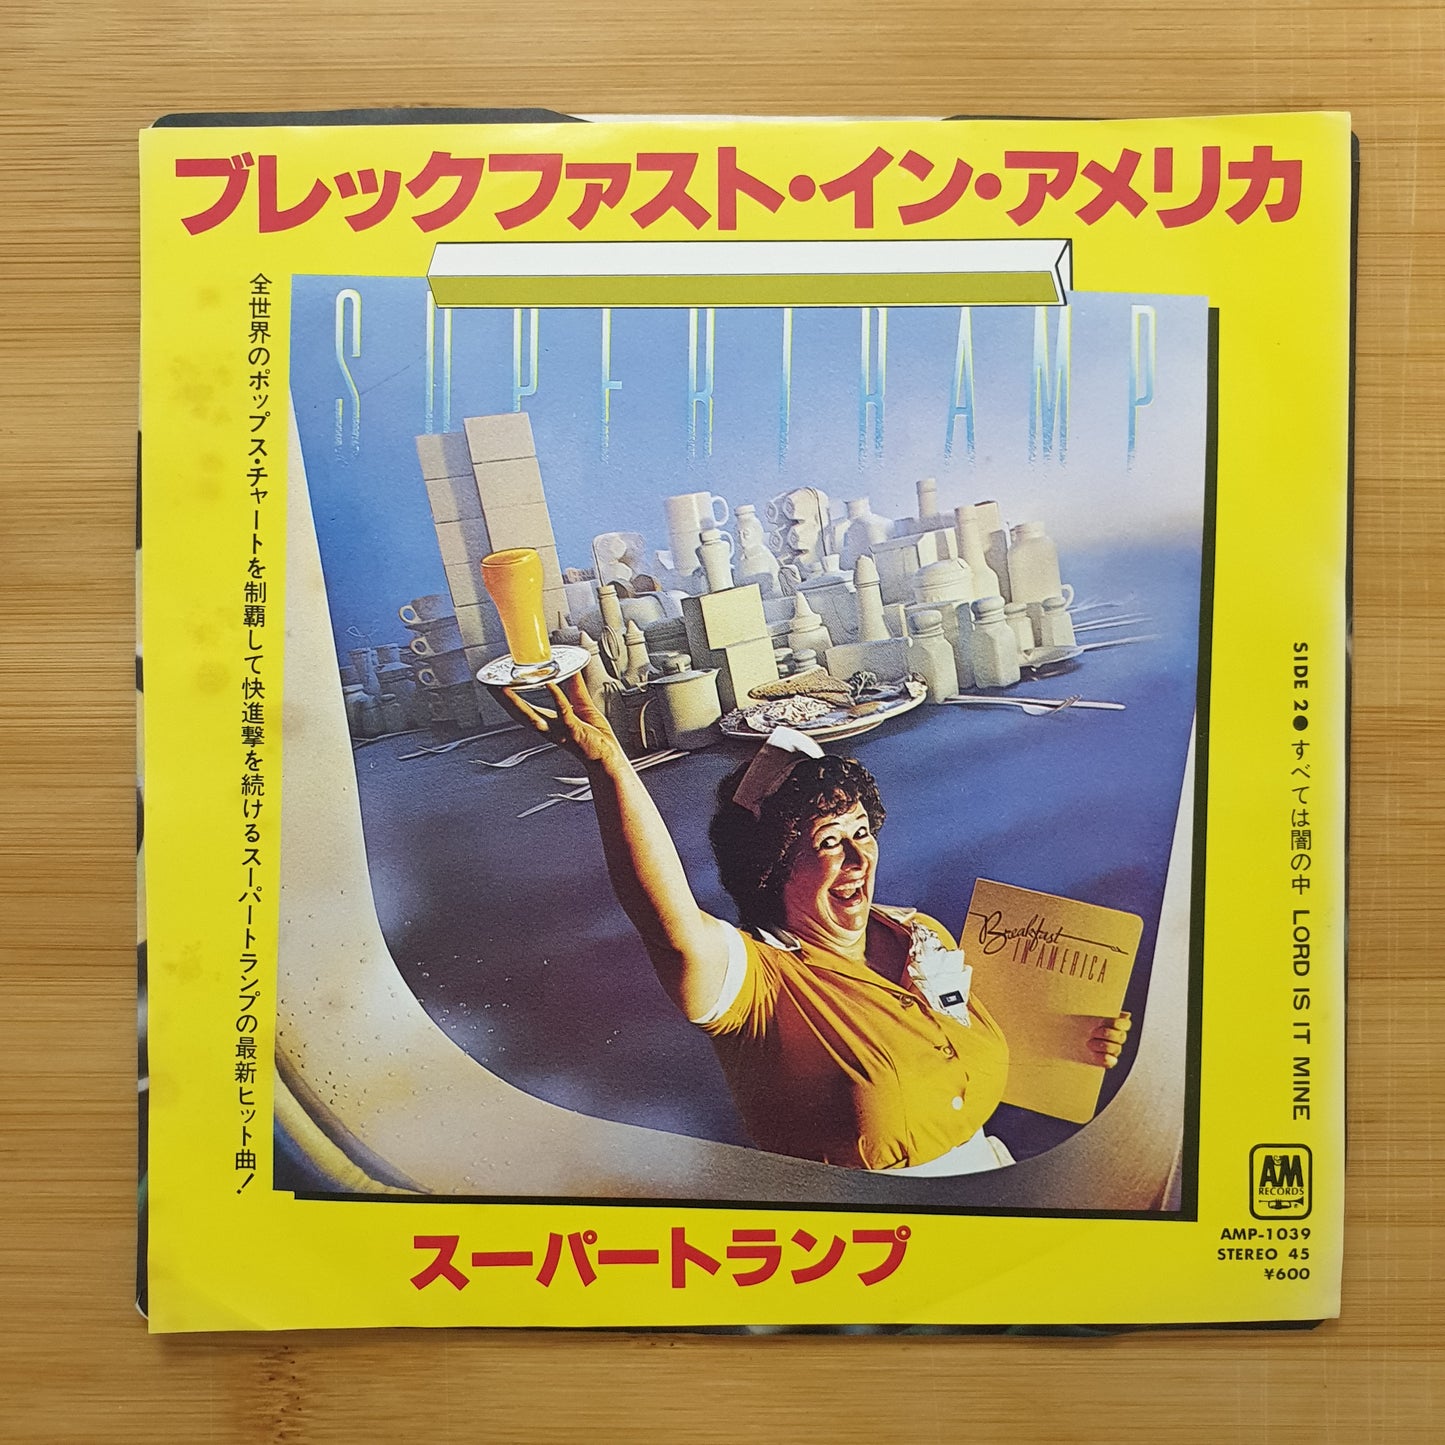 ブレックファスト・イン・アメリカ
SUPERTRAMP
全世界のポップス・チャートを制覇して快進撃を続けるスーパートランプの最新ヒット曲！
Breakfast
IN AMERICA
SIDE 2●すべては闇の中 LORD IS IT MINE
A&M
RECORDS
AMP-1039
STEREO 45
¥600
スーパートランプ